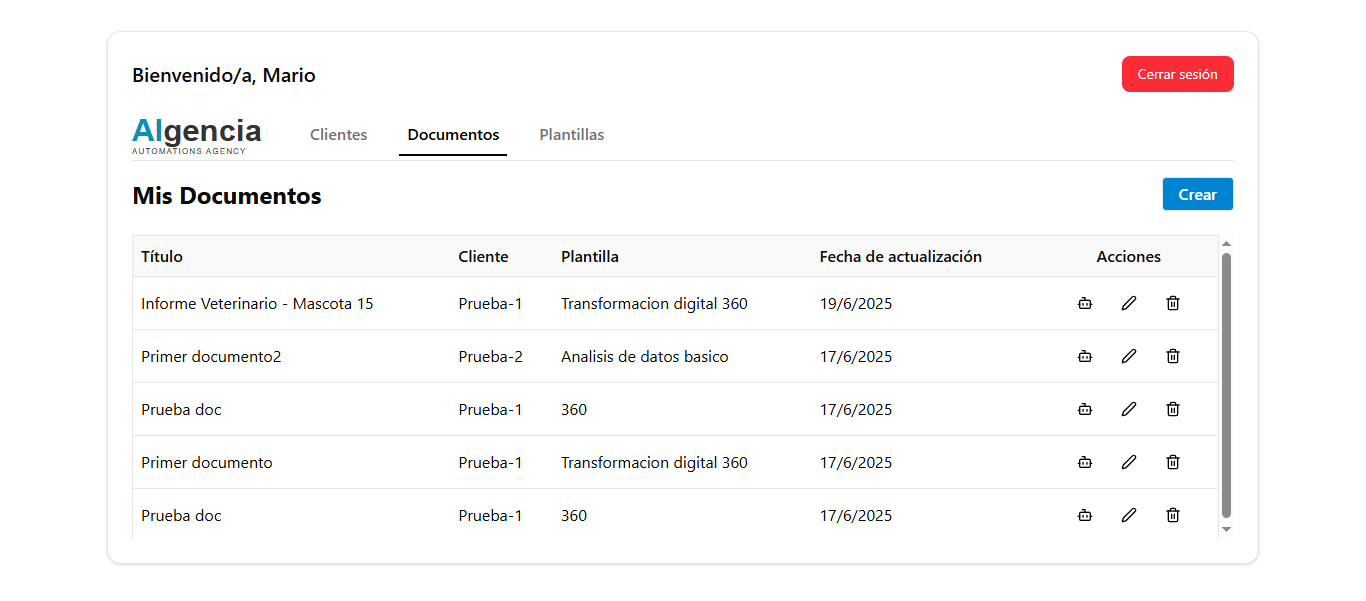 Bienvenido/a, Mario
Cerrar sesión
AIgencia
AUTOMATIONS AGENCY
Clientes
Documentos
Plantillas
Mis Documentos
Crear
Título Cliente Plantilla Fecha de actualización Acciones
Informe Veterinario - Mascota 15 Prueba-1 Transformacion digital 360 19/6/2025
Primer documento2 Prueba-2 Analisis de datos basico 17/6/2025
Prueba doc Prueba-1 360 17/6/2025
Primer documento Prueba-1 Transformacion digital 360 17/6/2025
Prueba doc Prueba-1 360 17/6/2025